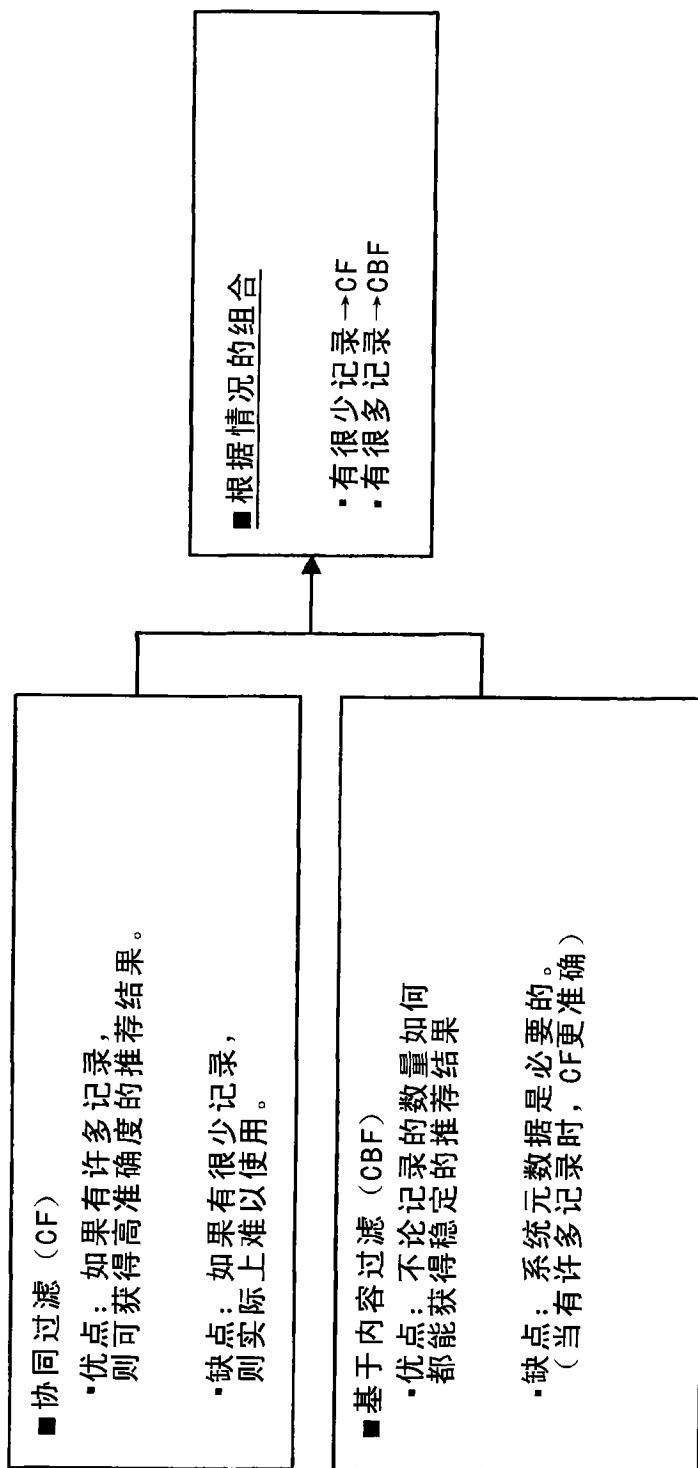 ■协同过滤（CF）
▪优点：如果有许多记录，
则可获得高准确度的推荐结果。
▪缺点：如果有很少记录，
则实际上难以使用。
■基于内容过滤（CBF）
▪优点：不论记录的数量如何
都能获得稳定的推荐结果
▪缺点：系统元数据是必要的。
（当有许多记录时，CF更准确）
■根据情况的组合
▪有很少记录→CF
▪有很多记录→CBF